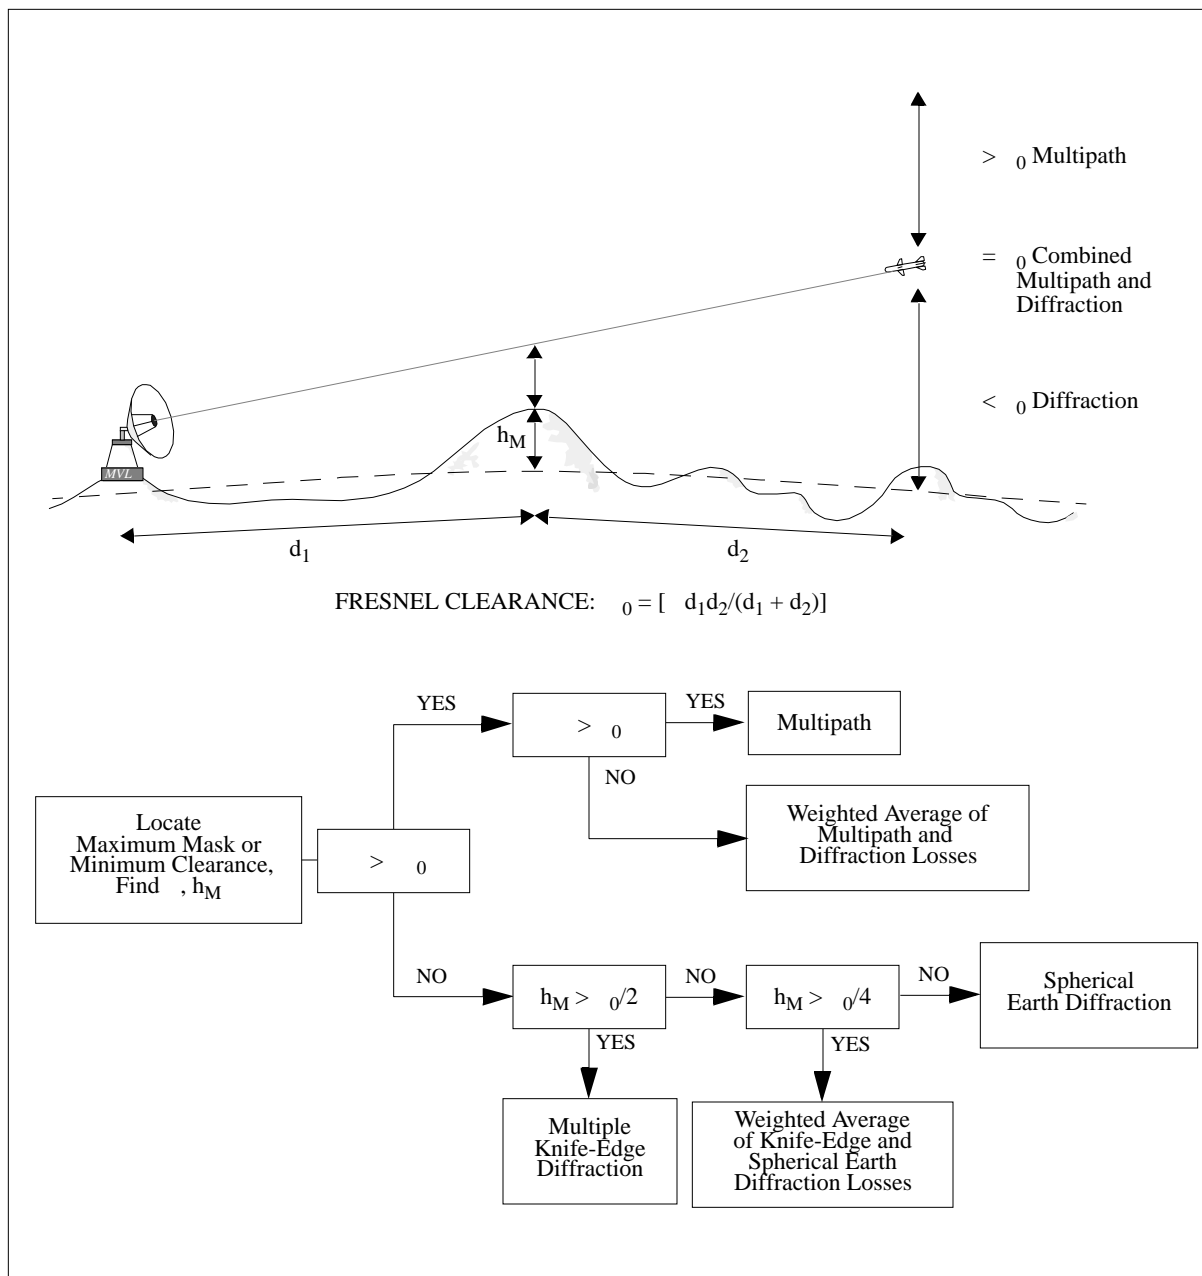 > 0 Multipath
= 0 Combined
Multipath and
Diffraction
< 0 Diffraction
hM
MVL
d1
d2
FRESNEL CLEARANCE: 0 = [ d1d2/(d1 + d2)]
YES
> 0
YES
Multipath
NO
Locate
Maximum Mask or
Minimum Clearance,
Find , hM
> 0
Weighted Average of
Multipath and
Diffraction Losses
NO
hM > 0/2
NO
hM > 0/4
NO
Spherical
Earth Diffraction
YES
YES
Multiple
Knife-Edge
Diffraction
Weighted Average
of Knife-Edge and
Spherical Earth
Diffraction Losses